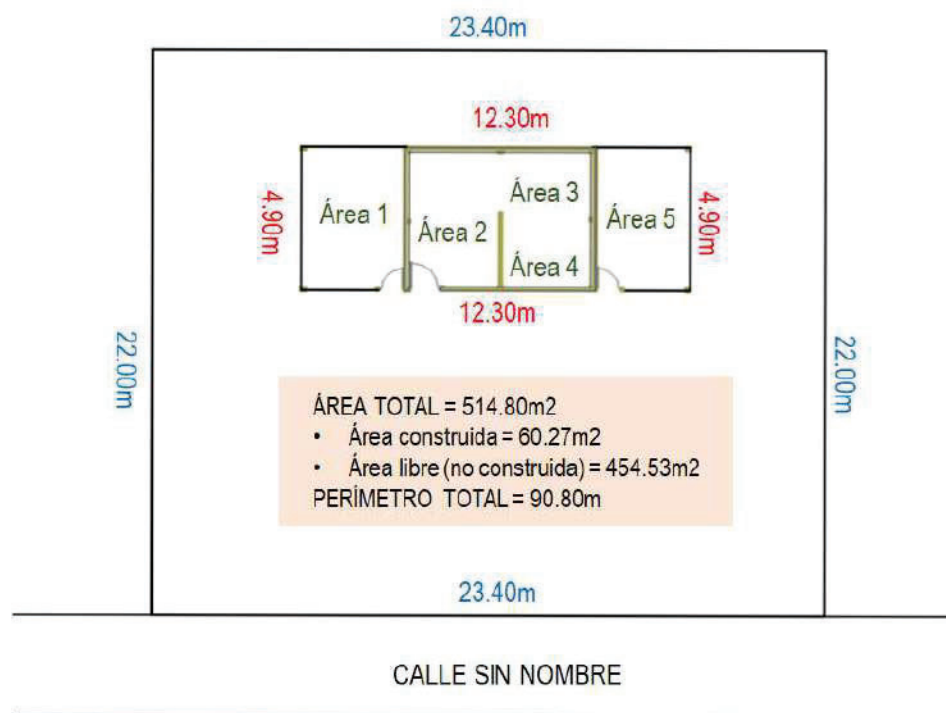 23.40m
12.30m
4.90m
Área 1
Área 2
Área 3
Área 4
Área 5
4.90m
12.30m
22.00m
22.00m
ÁREA TOTAL = 514.80m2
• Área construida = 60.27m2
• Área libre (no construida) = 454.53m2
PERÍMETRO TOTAL = 90.80m
23.40m
CALLE SIN NOMBRE